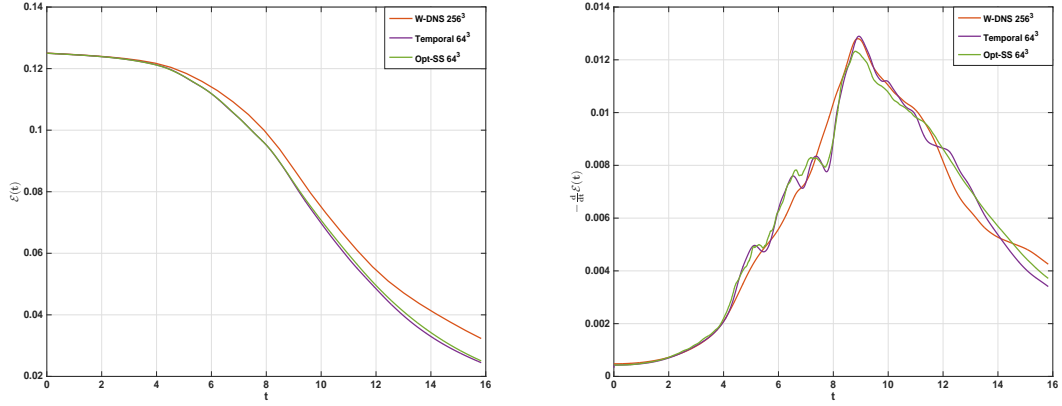 0.14
0.12
0.1
0.08
0.06
0.04
0.02
ℰ(t)
0 2 4 6 8 10 12 14 16
t
W-DNS 256³
Temporal 64³
Opt-SS 64³
0.014
0.012
0.01
0.008
0.006
0.004
0.002
0
−d/dt ℰ(t)
0 2 4 6 8 10 12 14 16
t
W-DNS 256³
Temporal 64³
Opt-SS 64³